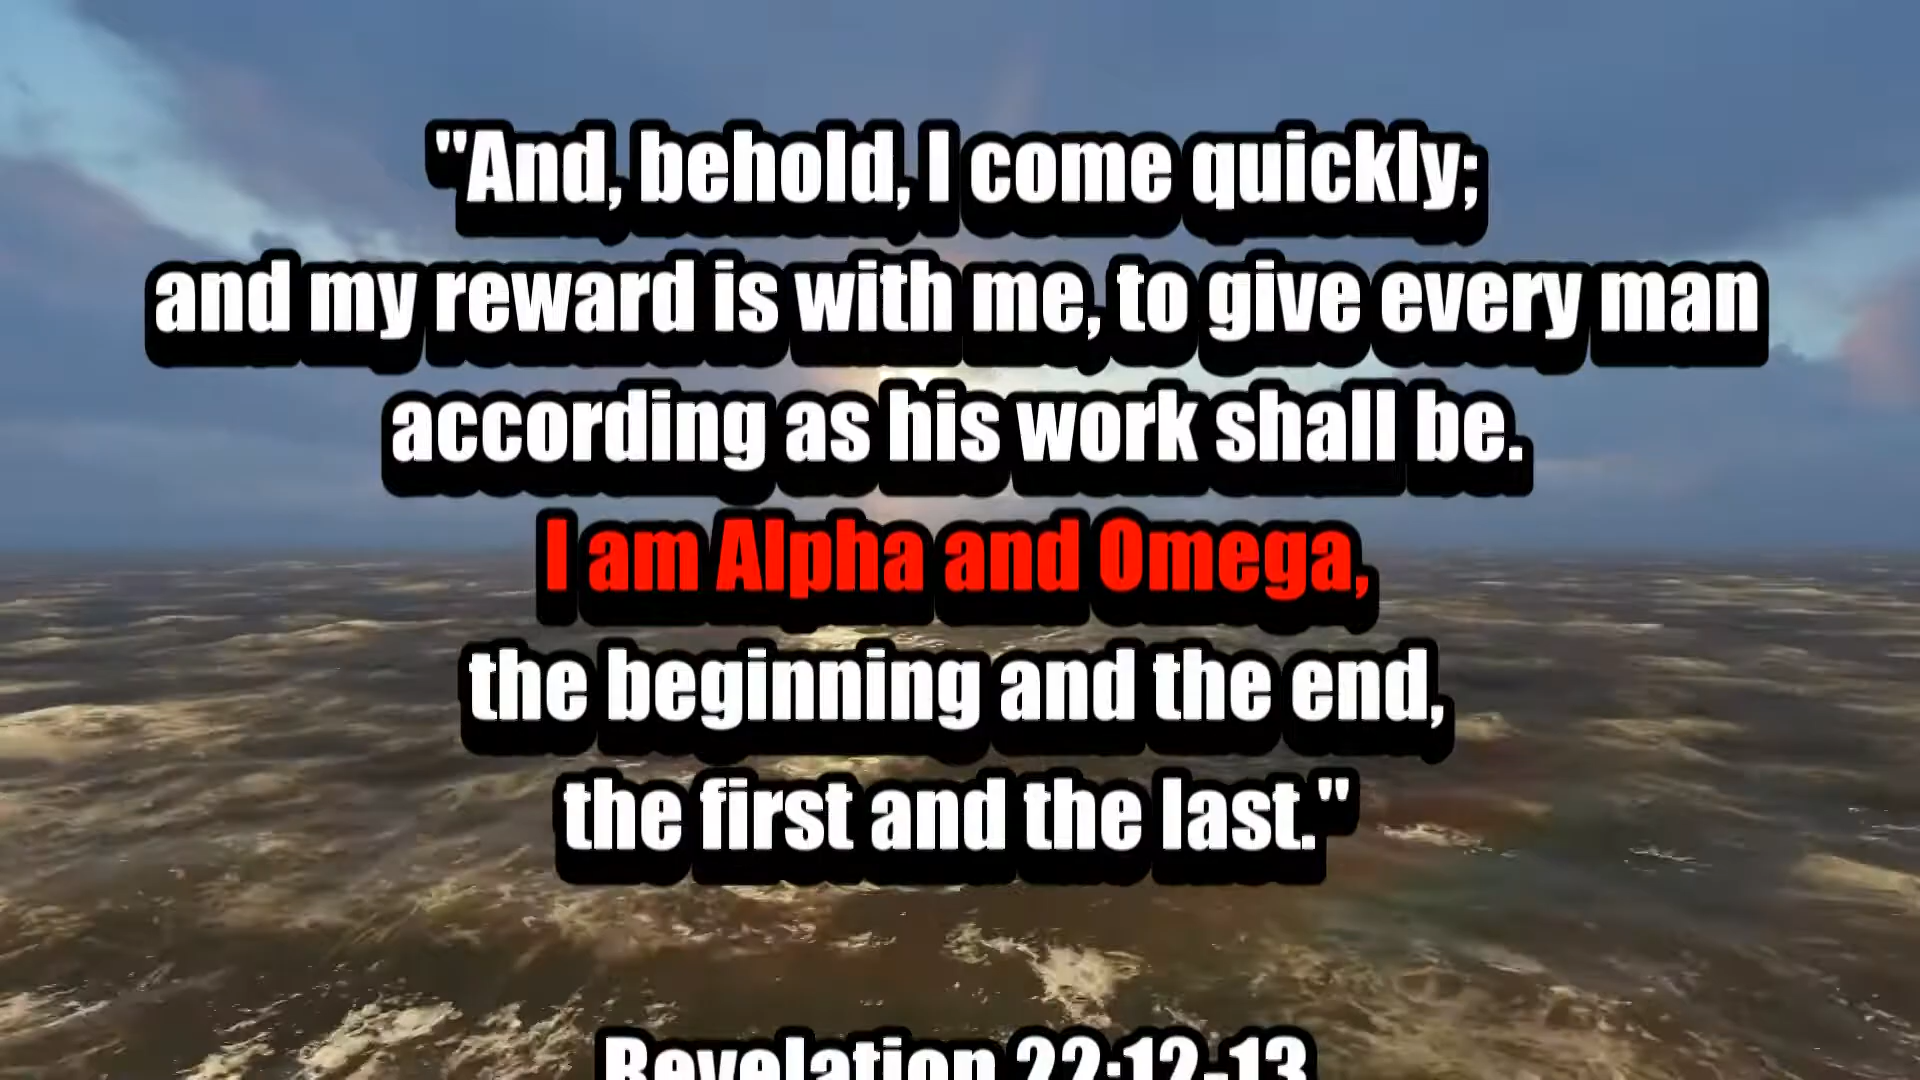 "And, behold, I come quickly;
and my reward is with me, to give every man
according as his work shall be.
I am Alpha and Omega,
the beginning and the end,
the first and the last."
Revelation 22:12-13